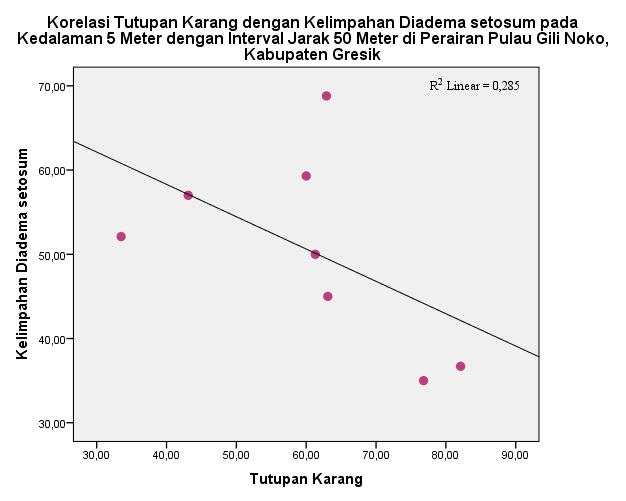 Korelasi Tutupan Karang dengan Kelimpahan Diadema setosum pada
Kedalaman 5 Meter dengan Interval Jarak 50 Meter di Perairan Pulau Gili Noko,
Kabupaten Gresik
R2 Linear = 0,285
Kelimpahan Diadema setosum
70,00
60,00
50,00
40,00
30,00
30,00 40,00 50,00 60,00 70,00 80,00 90,00
Tutupan Karang